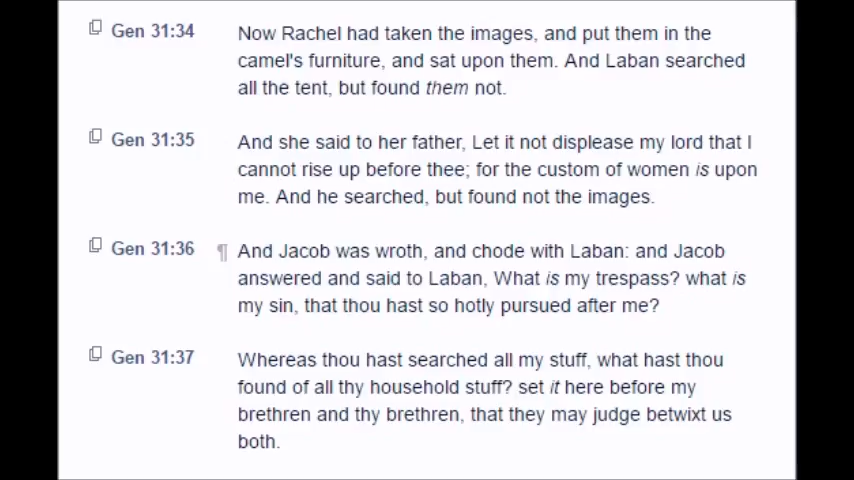 Gen 31:34 Now Rachel had taken the images, and put them in the
camel's furniture, and sat upon them. And Laban searched
all the tent, but found them not.
Gen 31:35 And she said to her father, Let it not displease my lord that I
cannot rise up before thee; for the custom of women is upon
me. And he searched, but found not the images.
Gen 31:36 ¶ And Jacob was wroth, and chode with Laban: and Jacob
answered and said to Laban, What is my trespass? what is
my sin, that thou hast so hotly pursued after me?
Gen 31:37 Whereas thou hast searched all my stuff, what hast thou
found of all thy household stuff? set it here before my
brethren and thy brethren, that they may judge betwixt us
both.